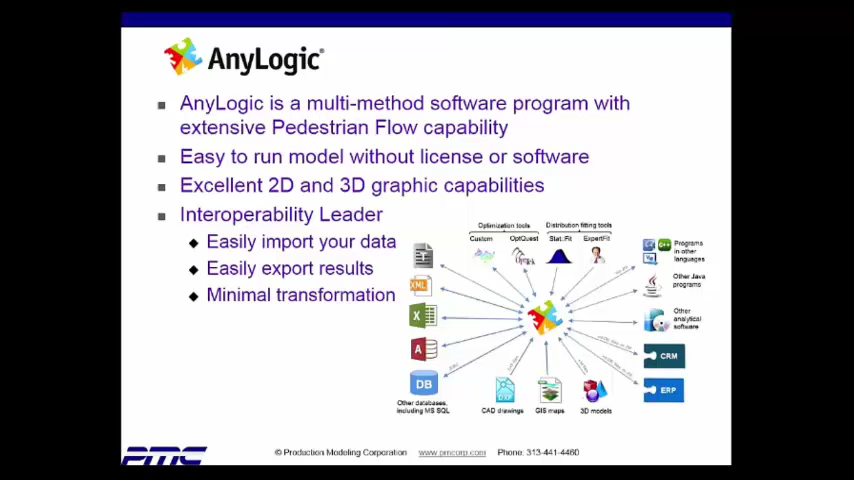 AnyLogic®
AnyLogic is a multi-method software program with
extensive Pedestrian Flow capability
Easy to run model without license or software
Excellent 2D and 3D graphic capabilities
Interoperability Leader
Easily import your data
Easily export results
Minimal transformation
Optimization tools
Distribution fitting tools
Custom
OptQuest
Stat::Fit
ExpertFit
XML
DB
Other databases,
including MS SQL
CAD drawings
GIS maps
3D models
Programs
in other
languages
Other Java
programs
Other
analytical
software
CRM
ERP
PMC
© Production Modeling Corporation www.pmcorp.com Phone: 313-441-4460